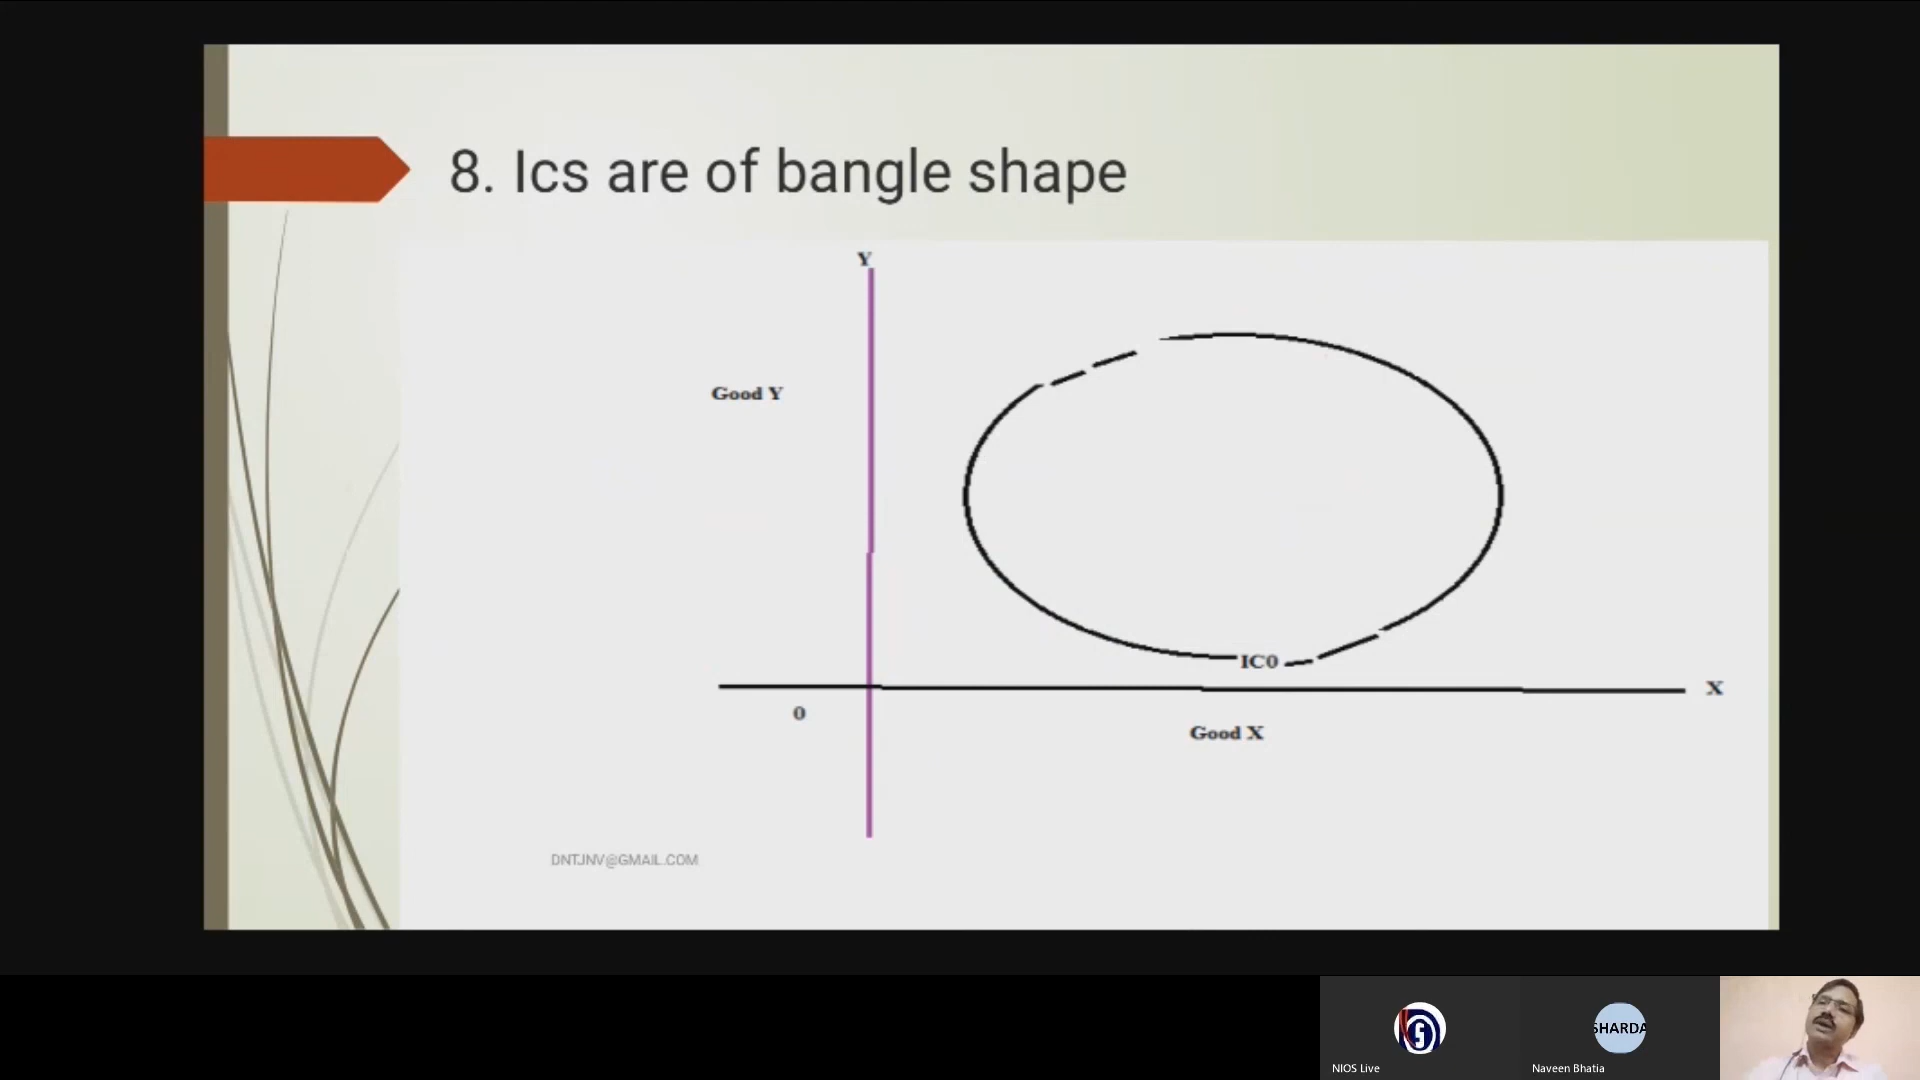 8. Ics are of bangle shape
Y
Good Y
IC0
X
0
Good X
DNTJNV@GMAIL.COM
SHARDA
NIOS Live
Naveen Bhatia